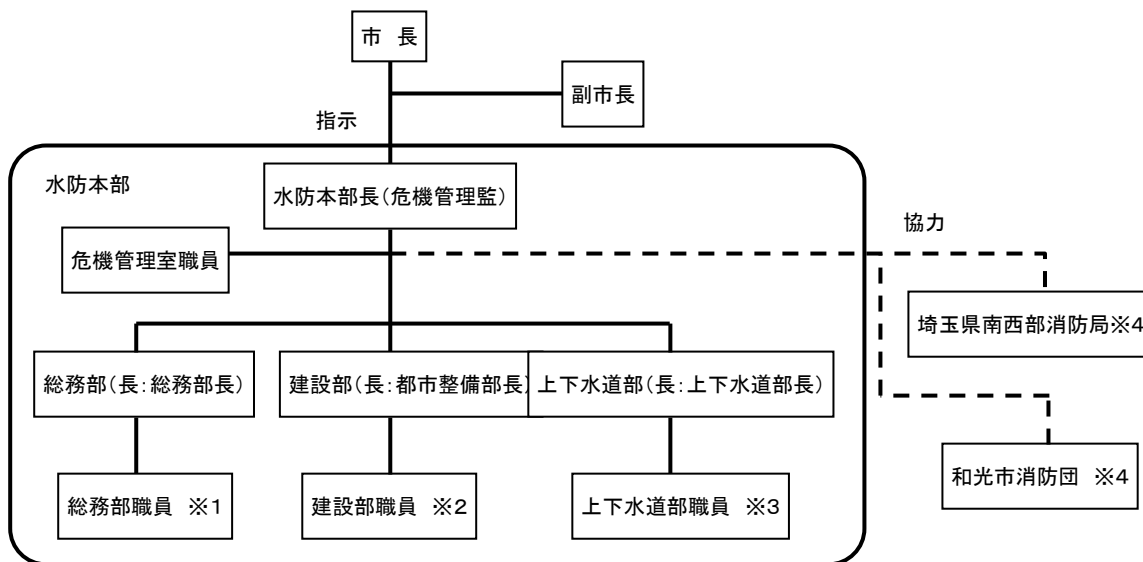 市　長
副市長
指示
水防本部
水防本部長（危機管理監）
協力
危機管理室職員
埼玉県南西部消防局※4
総務部（長：総務部長）
建設部（長：都市整備部長）
上下水道部（長：上下水道部長）
和光市消防団　※4
総務部職員　※1
建設部職員　※2
上下水道部職員　※3